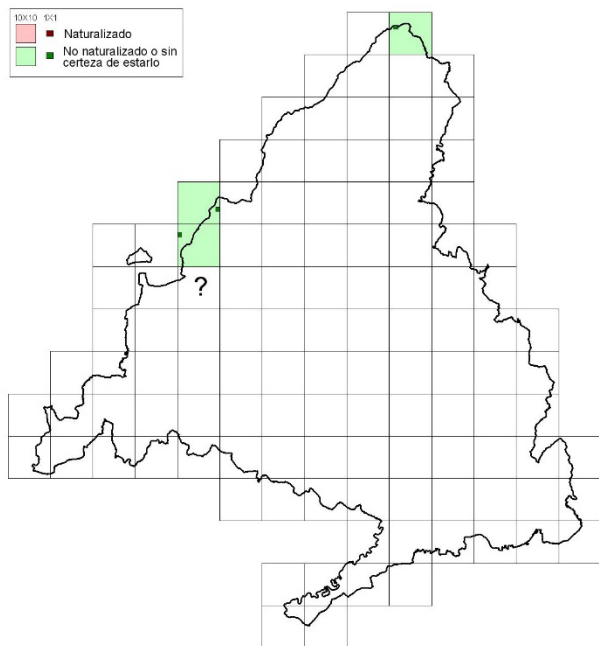 10X10 1X1
Naturalizado
No naturalizado o sin
certeza de estarlo
?